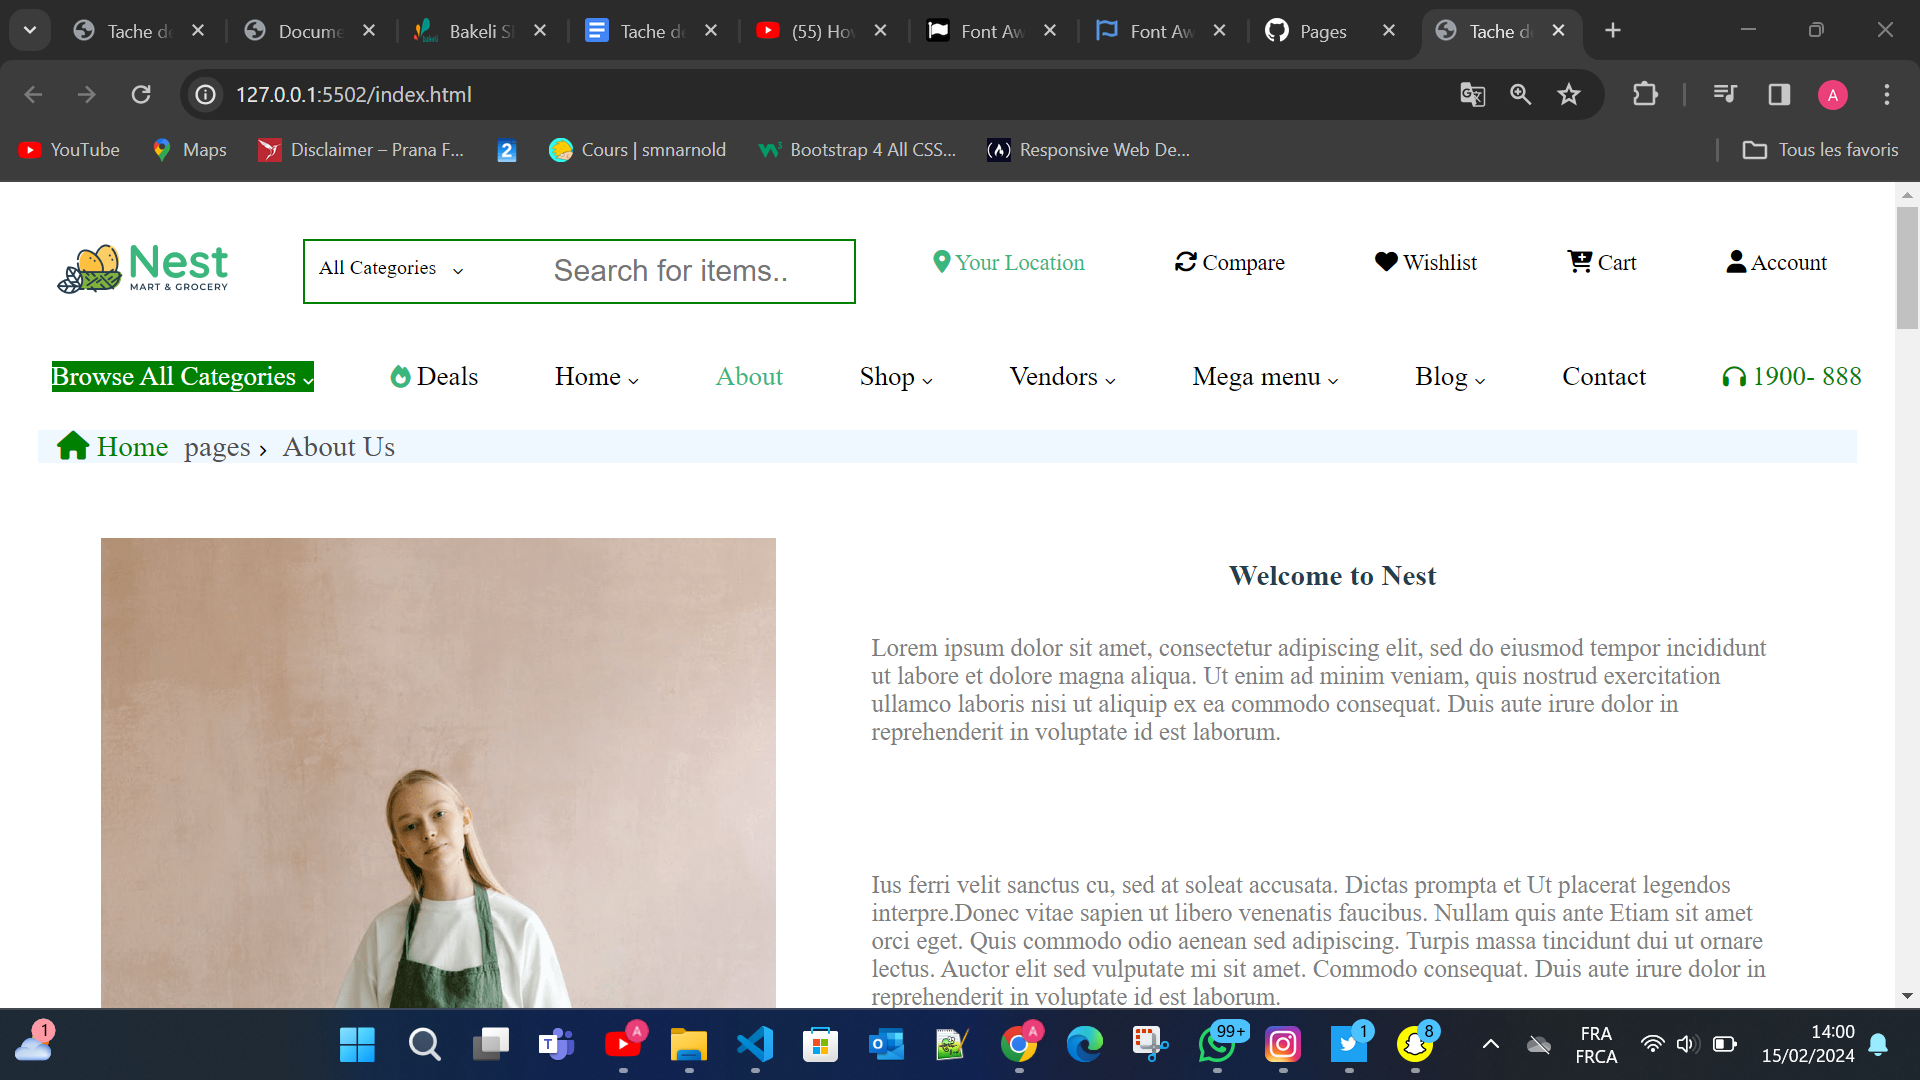 Tache de
Docume
Bakeli S
Tache de
(55) How
Font Aw
Font Aw
Pages
Tache de
127.0.0.1:5502/index.html
A
YouTube
Maps
Disclaimer – Prana F...
2
Cours | smnarnold
Bootstrap 4 All CSS...
Responsive Web De...
Tous les favoris
Nest
MART & GROCERY
All Categories
Search for items..
Your Location
Compare
Wishlist
Cart
Account
Browse All Categories
Deals
Home
About
Shop
Vendors
Mega menu
Blog
Contact
1900- 888
Home pages › About Us
Welcome to Nest
Lorem ipsum dolor sit amet, consectetur adipiscing elit, sed do eiusmod tempor incididunt
ut labore et dolore magna aliqua. Ut enim ad minim veniam, quis nostrud exercitation
ullamco laboris nisi ut aliquip ex ea commodo consequat. Duis aute irure dolor in
reprehenderit in voluptate id est laborum.
Ius ferri velit sanctus cu, sed at soleat accusata. Dictas prompta et Ut placerat legendos
interpre.Donec vitae sapien ut libero venenatis faucibus. Nullam quis ante Etiam sit amet
orci eget. Quis commodo odio aenean sed adipiscing. Turpis massa tincidunt dui ut ornare
lectus. Auctor elit sed vulputate mi sit amet. Commodo consequat. Duis aute irure dolor in
reprehenderit in voluptate id est laborum.
1
A
A
99+
1
8
FRA
FRCA
14:00
15/02/2024